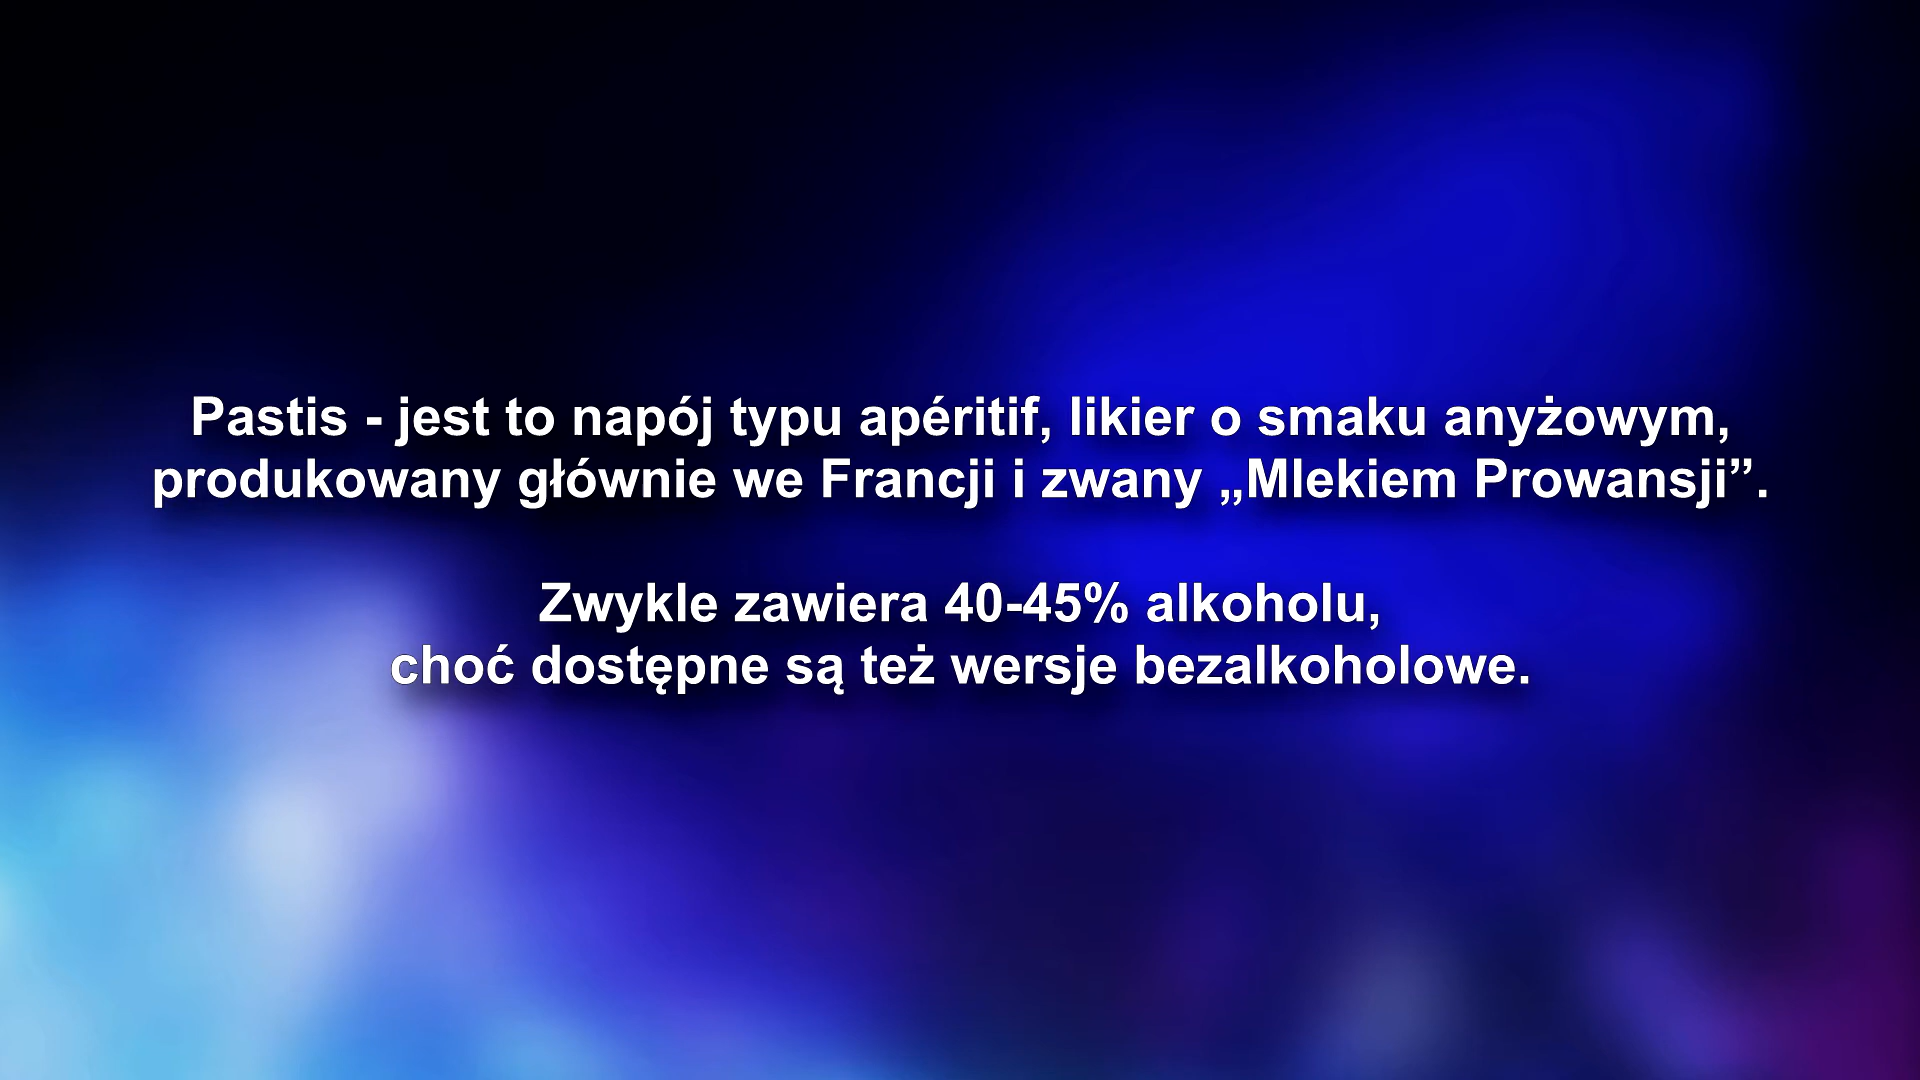 Pastis - jest to napój typu apéritif, likier o smaku anyżowym,
produkowany głównie we Francji i zwany „Mlekiem Prowansji”.
Zwykle zawiera 40-45% alkoholu,
choć dostępne są też wersje bezalkoholowe.